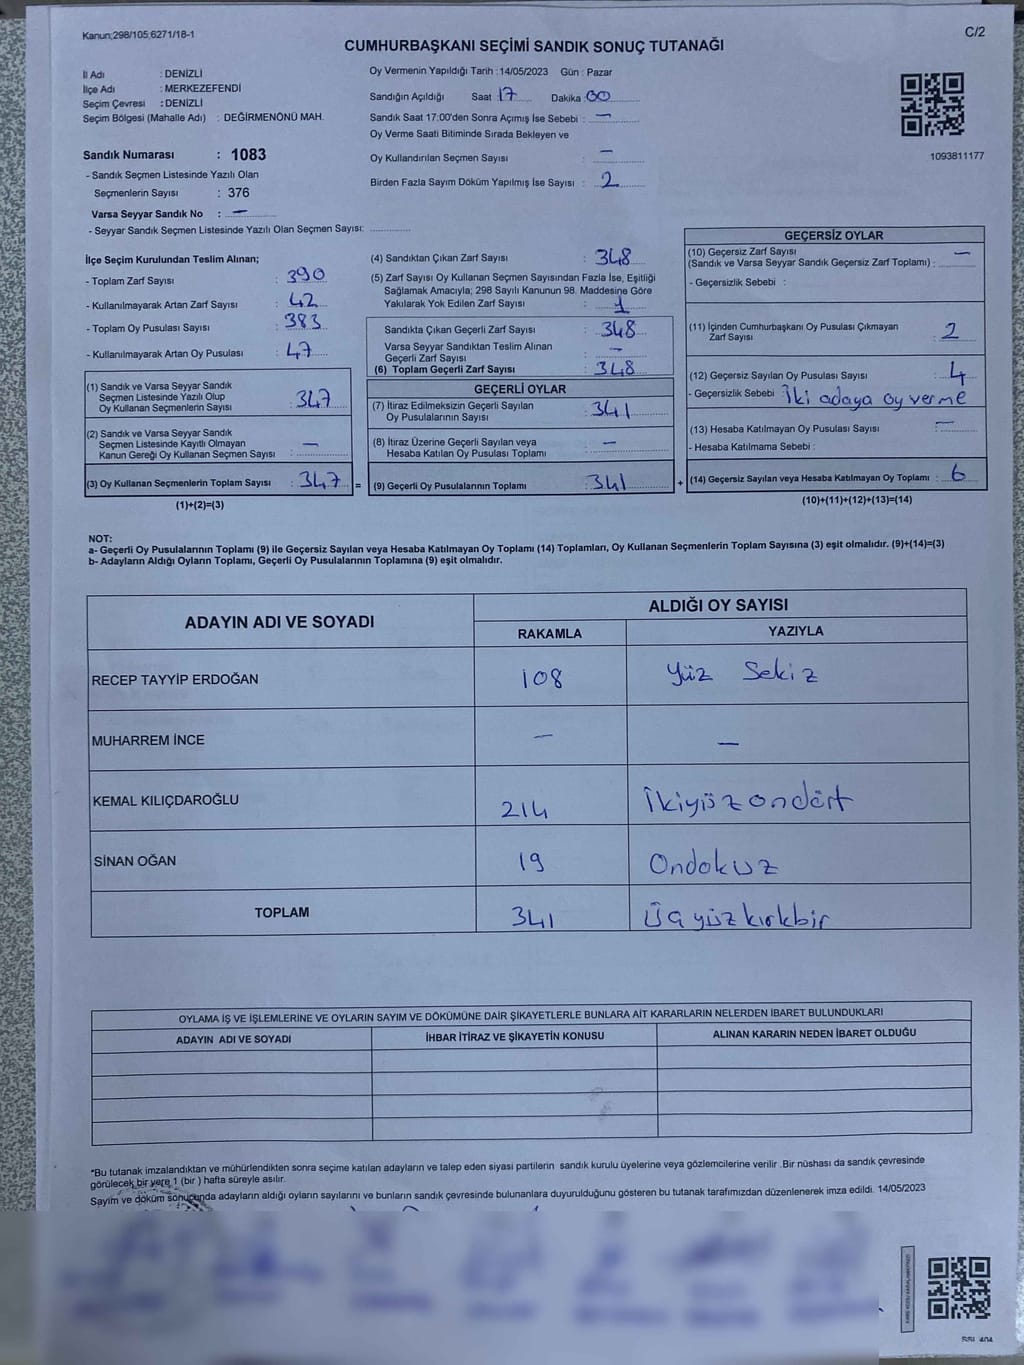 Kanun;298/105;6271/18-1
C/2
CUMHURBAŞKANI SEÇİMİ SANDIK SONUÇ TUTANAĞI
İl Adı : DENİZLİ
İlçe Adı : MERKEZEFENDİ
Seçim Çevresi : DENİZLİ
Seçim Bölgesi (Mahalle Adı) : DEĞİRMENÖNÜ MAH.
Sandık Numarası : 1083
- Sandık Seçmen Listesinde Yazılı Olan
Seçmenlerin Sayısı : 376
Varsa Seyyar Sandık No : —
- Seyyar Sandık Seçmen Listesinde Yazılı Olan Seçmen Sayısı:
Oy Vermenin Yapıldığı Tarih : 14/05/2023 Gün : Pazar
Sandığın Açıldığı Saat 17 Dakika 00
Sandık Saat 17:00'den Sonra Açımış İse Sebebi : —
Oy Verme Saati Bitiminde Sırada Bekleyen ve
Oy Kullandırılan Seçmen Sayısı : —
Birden Fazla Sayım Döküm Yapılmış İse Sayısı : 2
1093811177
İlçe Seçim Kurulundan Teslim Alınan;
- Toplam Zarf Sayısı : 390
- Kullanılmayarak Artan Zarf Sayısı : 42
- Toplam Oy Pusulası Sayısı : 383
- Kullanılmayarak Artan Oy Pusulası : 47
(1) Sandık ve Varsa Seyyar Sandık
Seçmen Listesinde Yazılı Olup
Oy Kullanan Seçmenlerin Sayısı : 347
(2) Sandık ve Varsa Seyyar Sandık
Seçmen Listesinde Kayıtlı Olmayan
Kanun Gereği Oy Kullanan Seçmen Sayısı : —
(3) Oy Kullanan Seçmenlerin Toplam Sayısı : 347 =
(1)+(2)=(3)
(4) Sandıktan Çıkan Zarf Sayısı : 348
(5) Zarf Sayısı Oy Kullanan Seçmen Sayısından Fazla İse, Eşitliği
Sağlamak Amacıyla; 298 Sayılı Kanunun 98. Maddesine Göre
Yakılarak Yok Edilen Zarf Sayısı : 1
Sandıkta Çıkan Geçerli Zarf Sayısı : 348
Varsa Seyyar Sandıktan Teslim Alınan
Geçerli Zarf Sayısı : —
(6) Toplam Geçerli Zarf Sayısı : 348
GEÇERLİ OYLAR
(7) İtiraz Edilmeksizin Geçerli Sayılan
Oy Pusulalarının Sayısı : 341
(8) İtiraz Üzerine Geçerli Sayılan veya
Hesaba Katılan Oy Pusulası Toplamı : —
(9) Geçerli Oy Pusulalarının Toplamı : 341 +
GEÇERSİZ OYLAR
(10) Geçersiz Zarf Sayısı —
(Sandık ve Varsa Seyyar Sandık Geçersiz Zarf Toplamı) :
- Geçersizlik Sebebi :
(11) İçinden Cumhurbaşkanı Oy Pusulası Çıkmayan
Zarf Sayısı : 2
(12) Geçersiz Sayılan Oy Pusulası Sayısı : 4
- Geçersizlik Sebebi İki adaya oy verme
(13) Hesaba Katılmayan Oy Pusulası Sayısı : —
- Hesaba Katılmama Sebebi :
(14) Geçersiz Sayılan veya Hesaba Katılmayan Oy Toplamı : 6
(10)+(11)+(12)+(13)=(14)
NOT:
a- Geçerli Oy Pusulalarının Toplamı (9) ile Geçersiz Sayılan veya Hesaba Katılmayan Oy Toplamı (14) Toplamları, Oy Kullanan Seçmenlerin Toplam Sayısına (3) eşit olmalıdır. (9)+(14)=(3)
b- Adayların Aldığı Oyların Toplamı, Geçerli Oy Pusulalarının Toplamına (9) eşit olmalıdır.
ADAYIN ADI VE SOYADI
ALDIĞI OY SAYISI
RAKAMLA YAZIYLA
RECEP TAYYİP ERDOĞAN 108 Yüz Sekiz
MUHARREM İNCE — —
KEMAL KILIÇDAROĞLU 214 İkiyüzondört
SİNAN OĞAN 19 Ondokuz
TOPLAM 341 Üçyüzkırkbir
OYLAMA İŞ VE İŞLEMLERİNE VE OYLARIN SAYIM VE DÖKÜMÜNE DAİR ŞİKAYETLERLE BUNLARA AİT KARARLARIN NELERDEN İBARET BULUNDUKLARI
ADAYIN ADI VE SOYADI İHBAR İTİRAZ VE ŞİKAYETİN KONUSU ALINAN KARARIN NEDEN İBARET OLDUĞU
*Bu tutanak imzalandıktan ve mühürlendikten sonra seçime katılan adayların ve talep eden siyasi partilerin sandık kurulu üyelerine veya gözlemcilerine verilir .Bir nüshası da sandık çevresinde
görülecek bir yere 1 (bir ) hafta süreyle asılır.
Sayım ve döküm sonucunda adayların aldığı oyların sayılarını ve bunların sandık çevresinde bulunanlara duyurulduğunu gösteren bu tutanak tarafımızdan düzenlenerek imza edildi. 14/05/2023